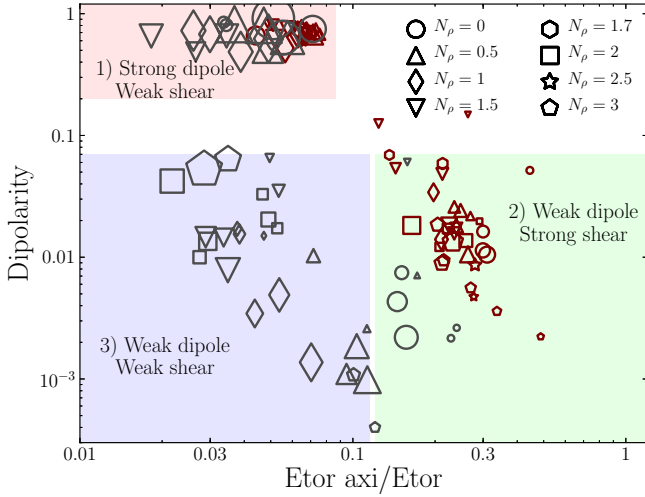 1) Strong dipole
Weak shear
N_ρ = 0
N_ρ = 0.5
N_ρ = 1
N_ρ = 1.5
N_ρ = 1.7
N_ρ = 2
N_ρ = 2.5
N_ρ = 3
2) Weak dipole
Strong shear
3) Weak dipole
Weak shear
Dipolarity
1
0.1
0.01
10⁻³
0.01
0.03
0.1
0.3
1
Etor axi/Etor